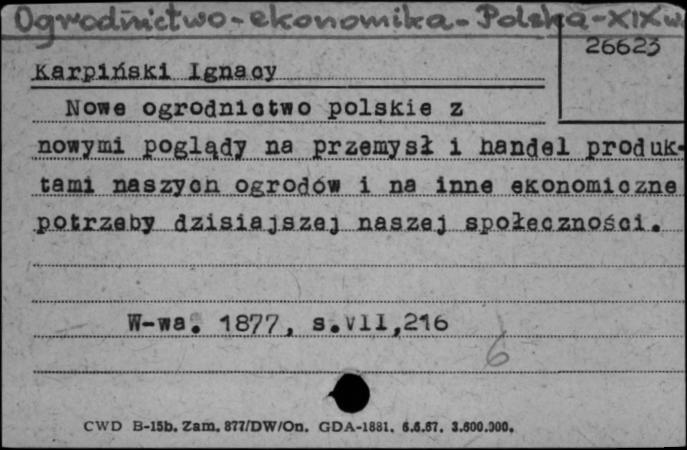 Ogrodnictwo-ekonomika-Polska-XIXw.
26623
Karpiński Ignacy
Nowe ogrodnictwo polskie z
nowymi poglądy na przemysł i handel produk-
tami naszych ogrodów i na inne ekonomiczne
potrzeby dzisiajszej naszej społeczności.
W-wa. 1877, s.VII,216
6
CWD B-15b. Zam. 877/DW/On. GDA-1881. 6.6.67. 3.600.000.